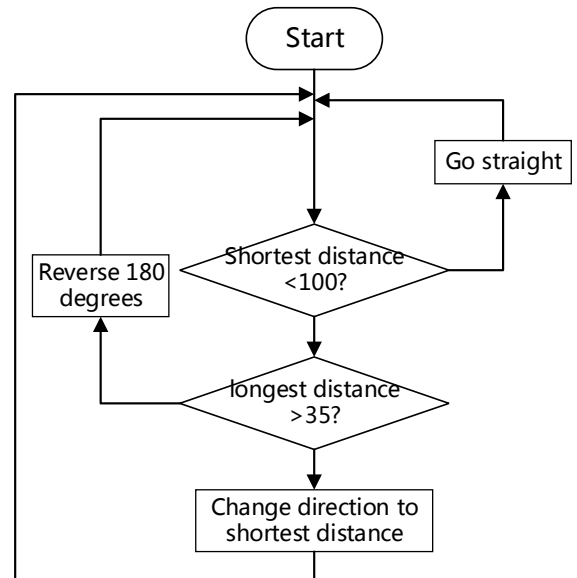 Start
Go straight
Shortest distance
<100?
Reverse 180
degrees
longest distance
>35?
Change direction to
shortest distance